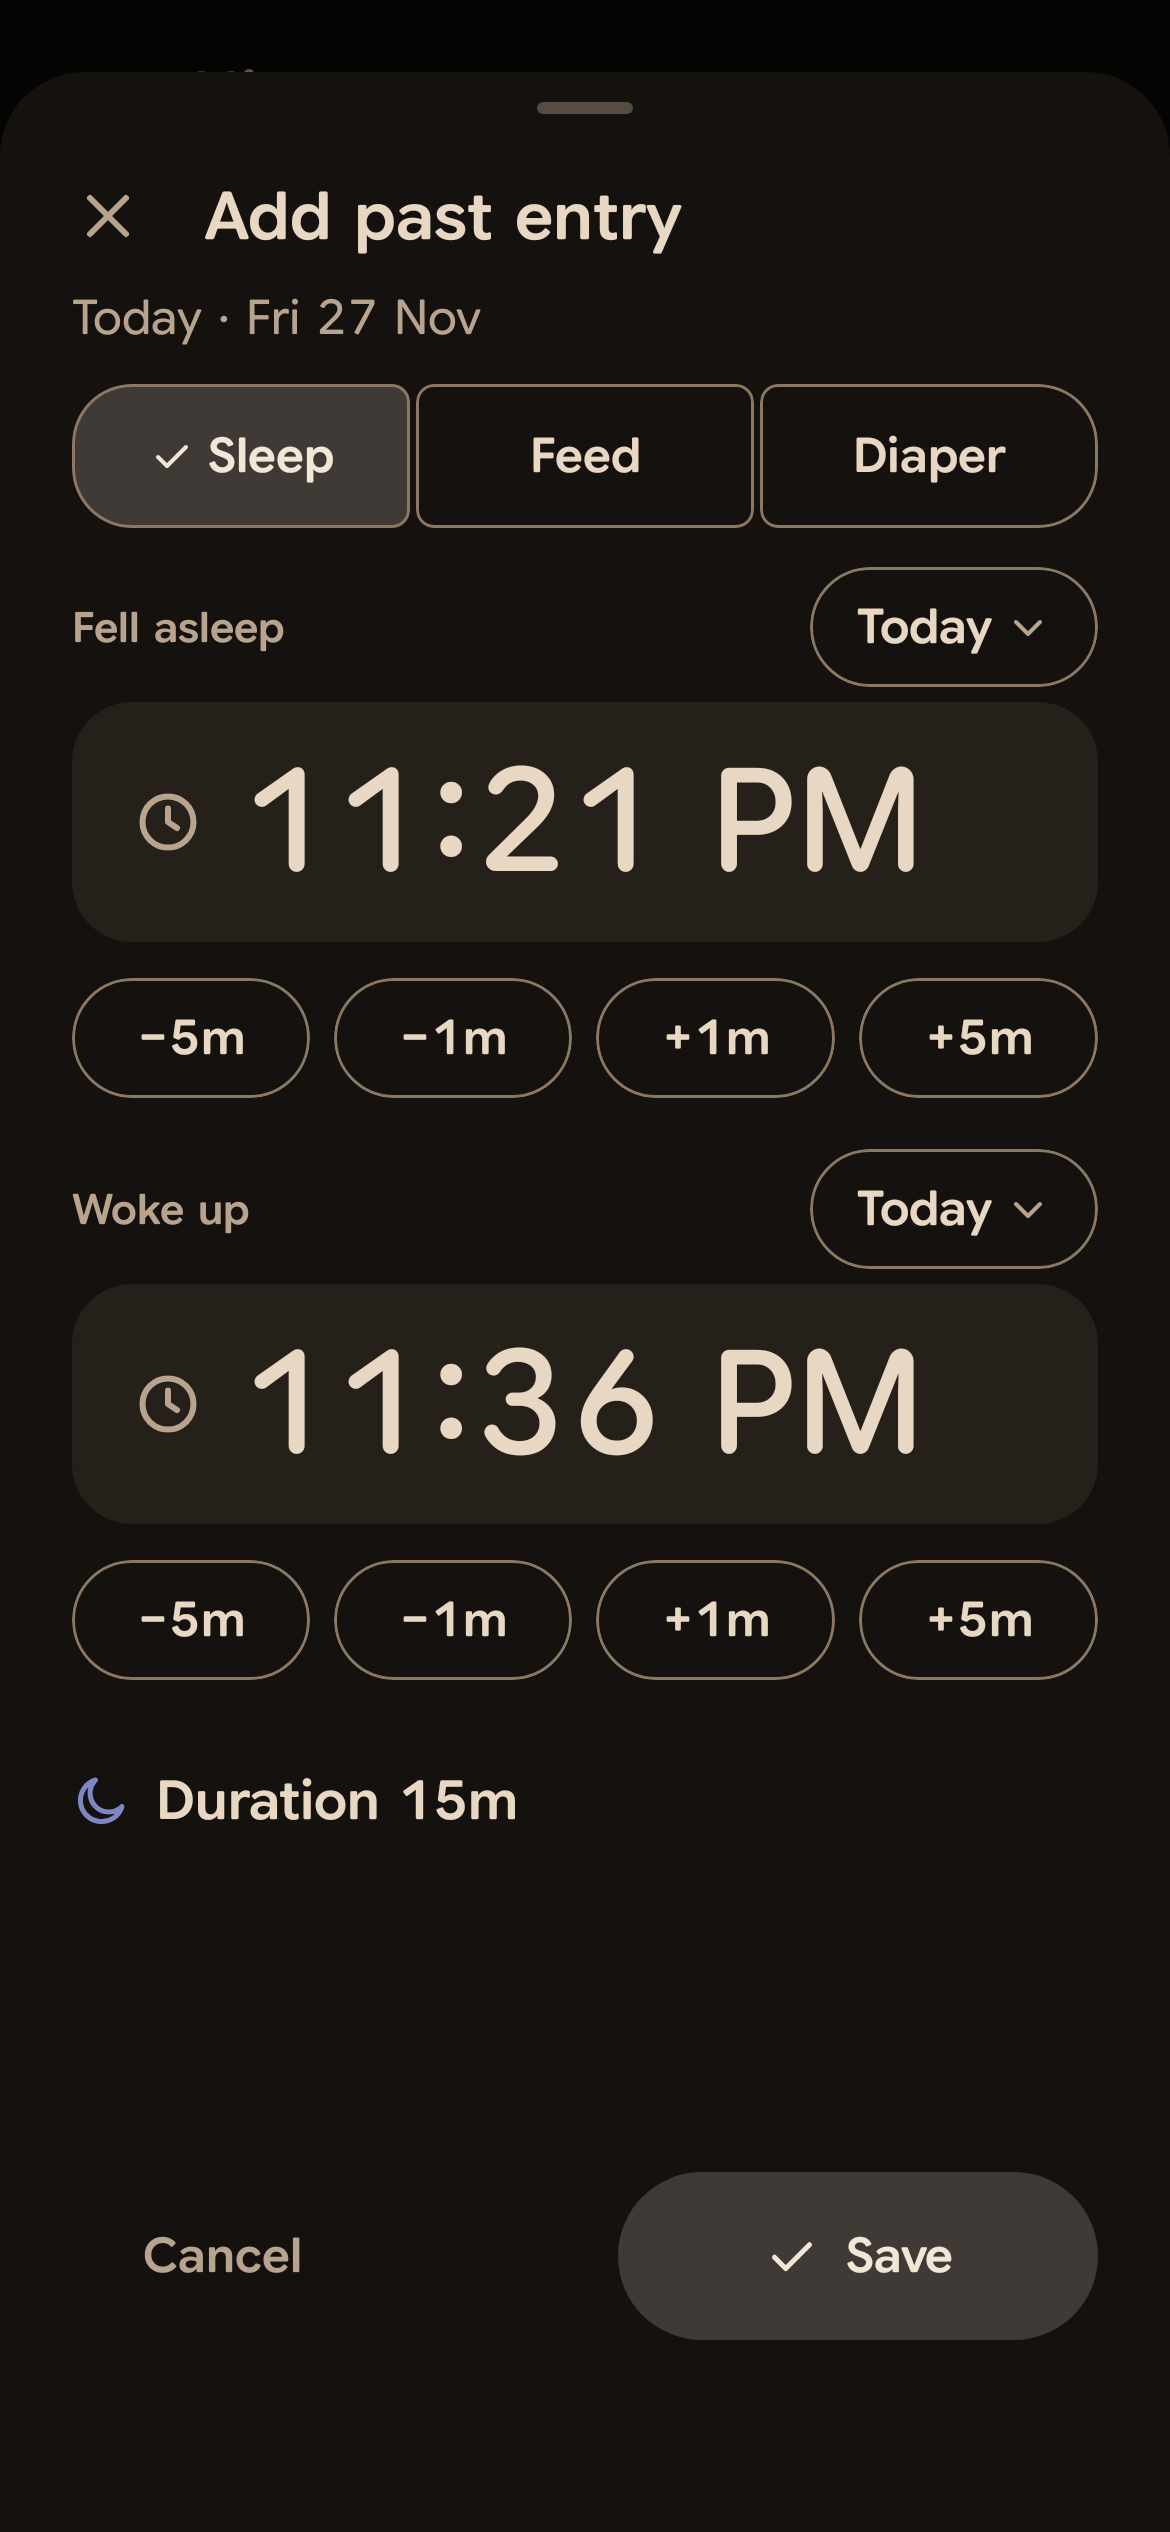 Add past entry
Today · Fri 27 Nov
Sleep Feed Diaper
Fell asleep Today
11:21 PM
−5m −1m +1m +5m
Woke up Today
11:36 PM
−5m −1m +1m +5m
Duration 15m
Cancel Save